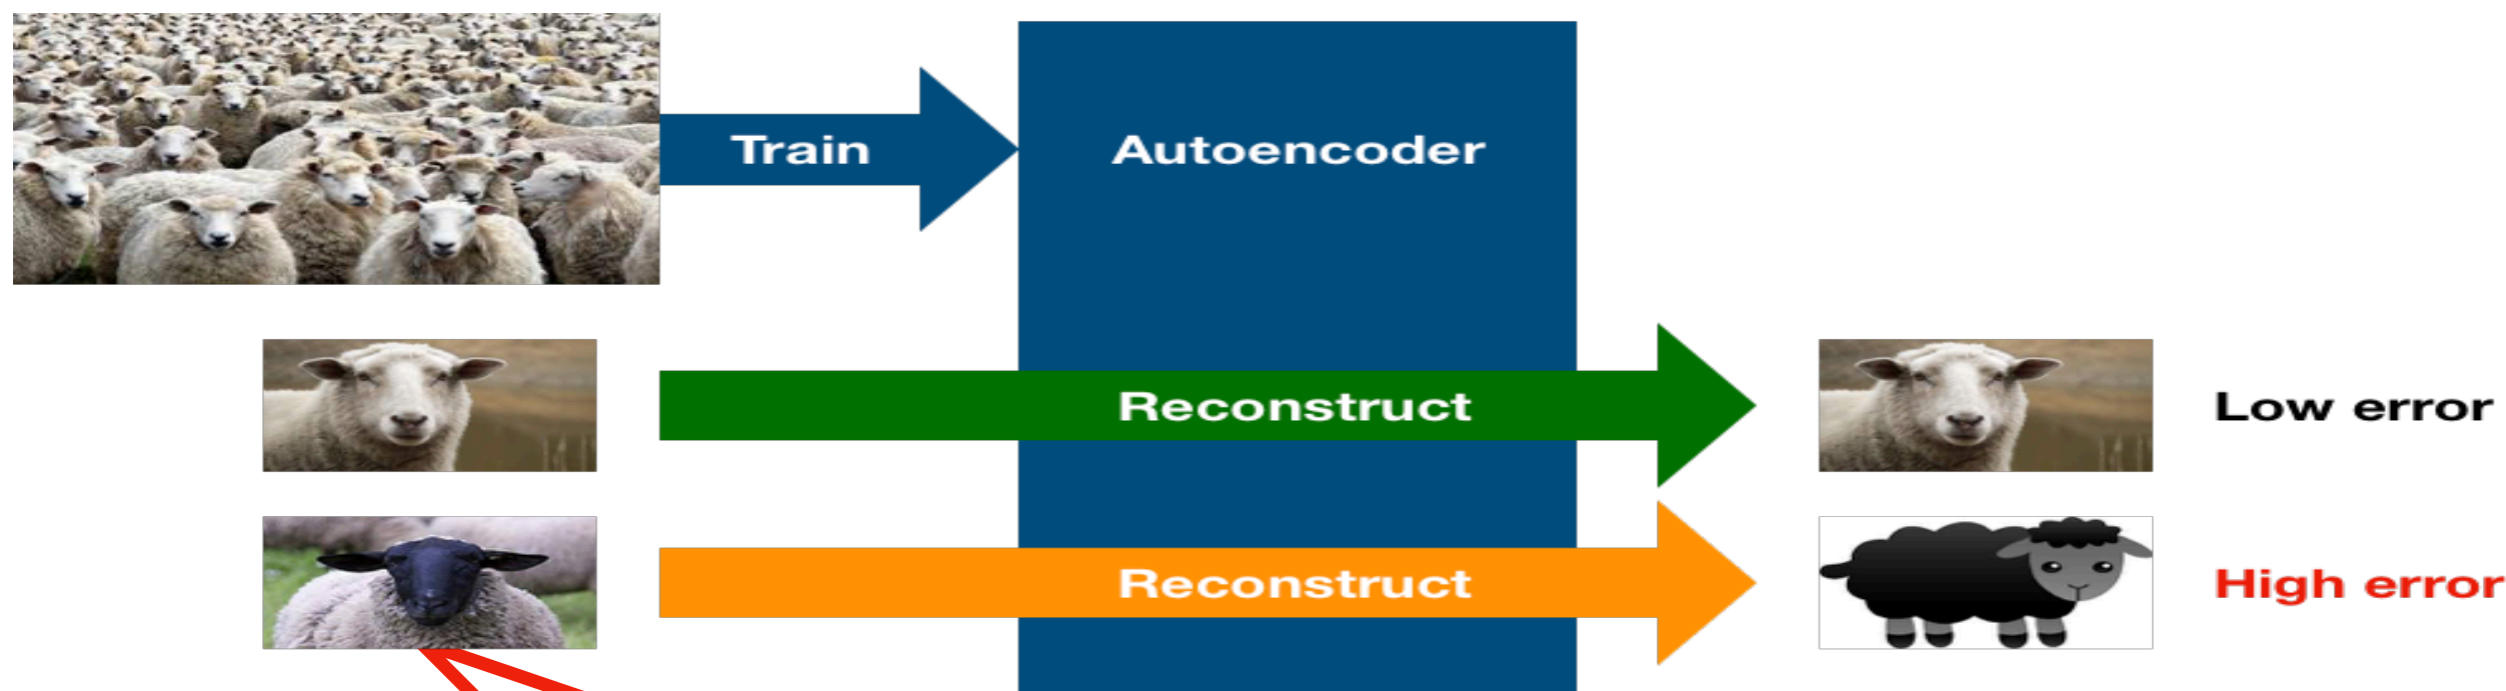 Train
Autoencoder
Reconstruct
Low error
Reconstruct
High error